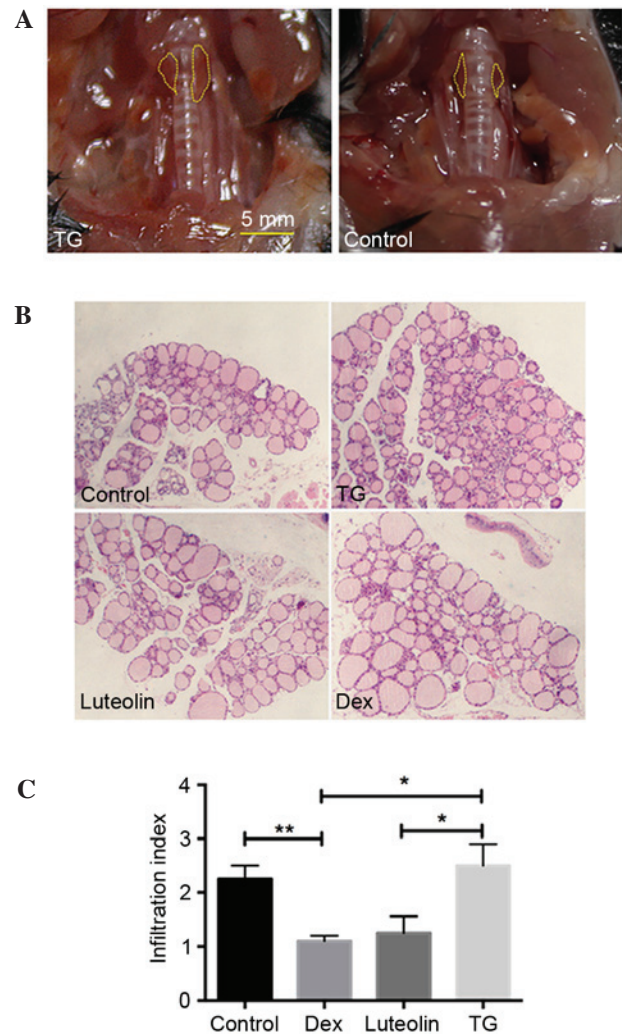 A
TG
5 mm
Control
B
Control
TG
Luteolin
Dex
C
Infiltration index
4
3
2
1
0
**
*
*
Control
Dex
Luteolin
TG